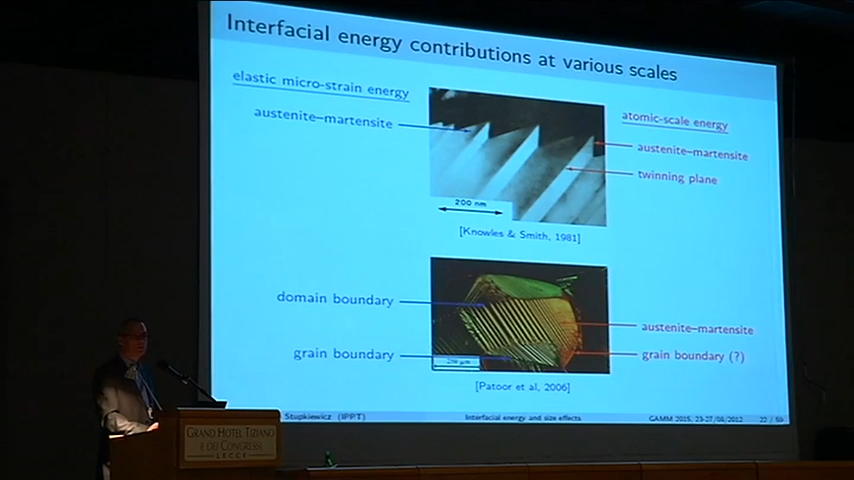 Interfacial energy contributions at various scales
elastic micro-strain energy
austenite–martensite
atomic-scale energy
austenite–martensite
twinning plane
200 nm
[Knowles & Smith, 1981]
domain boundary
grain boundary
austenite–martensite
grain boundary (?)
[Patoor et al, 2006]
Stupkiewicz (IPPT)
Interfacial energy and size effects
GAMM 2015, 23-27/08/2012
22 / 59
GRAND HOTEL TIZIANO
E DEI CONGRESSI
LECCE